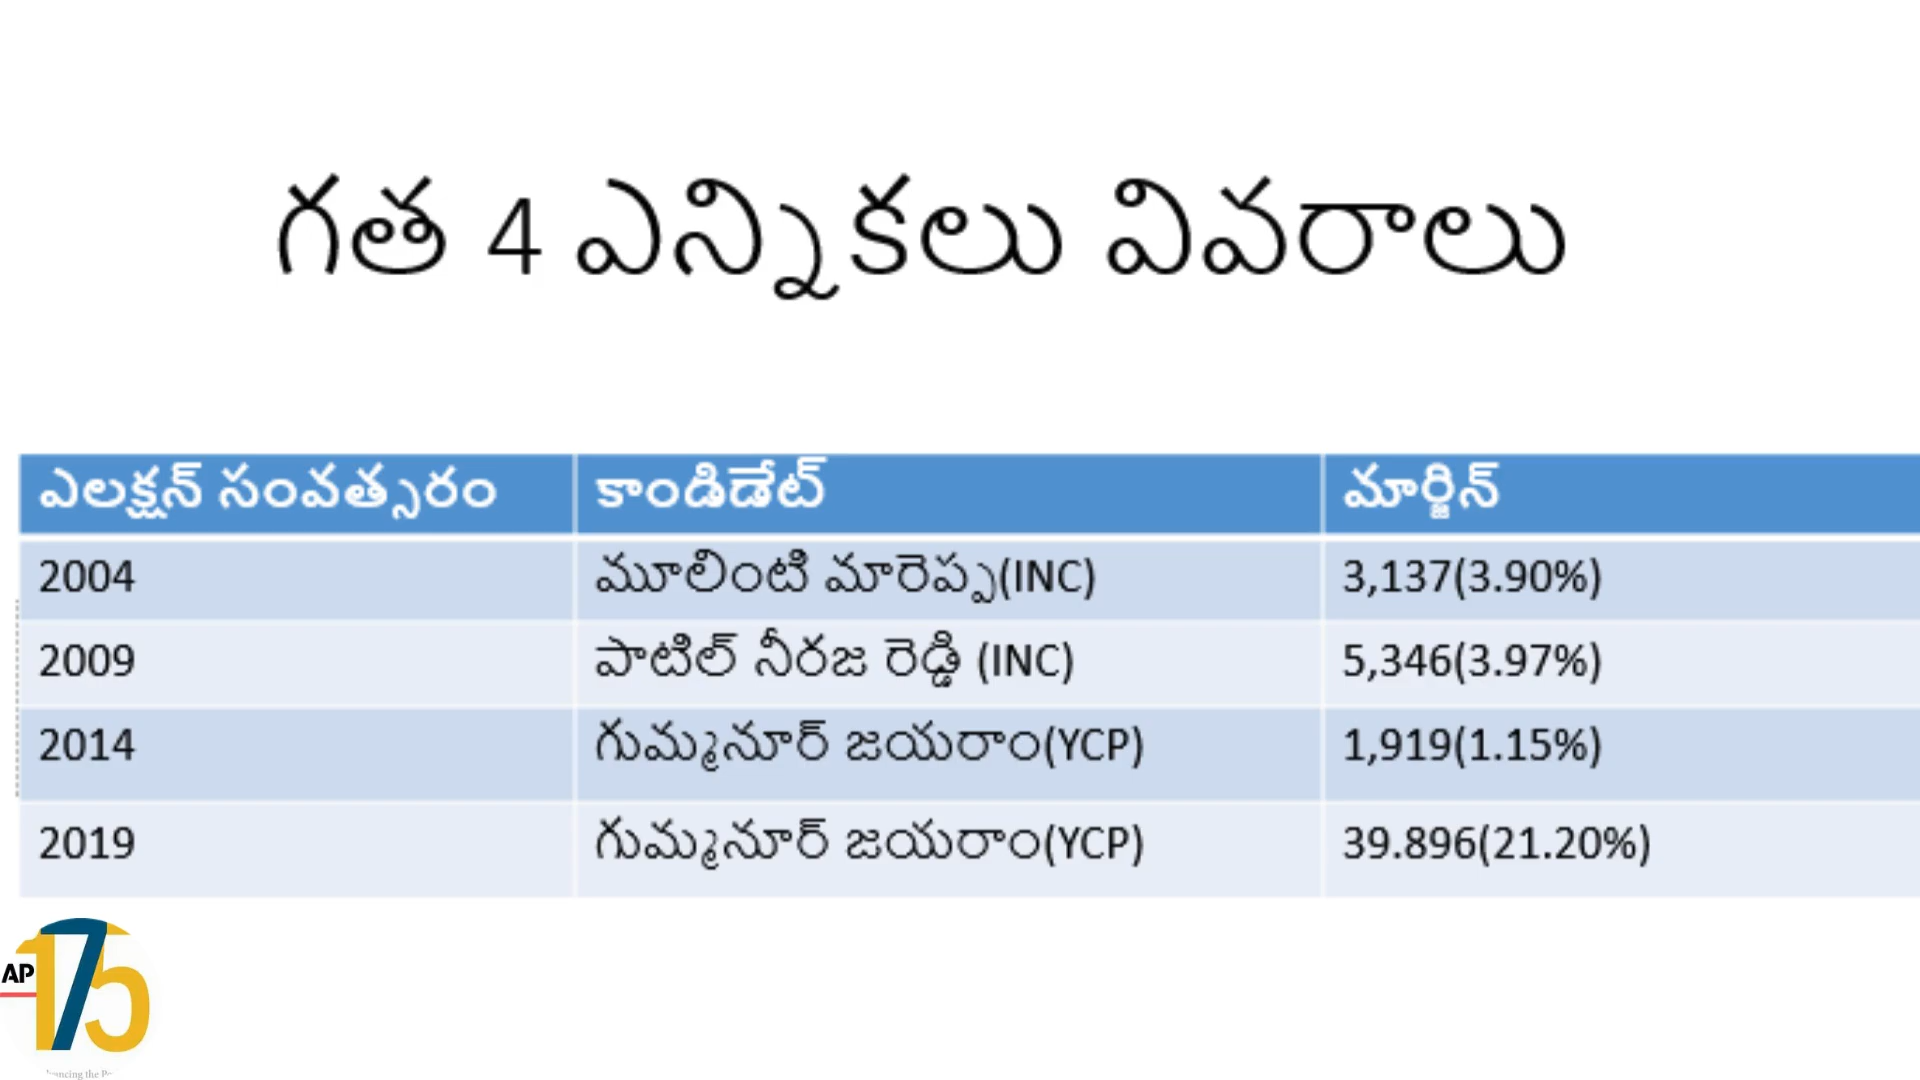 గత 4 ఎన్నికలు వివరాలు
ఎలక్షన్ సంవత్సరం కాండిడేట్ మార్జిన్
2004 మూలింటి మారెప్ప(INC) 3,137(3.90%)
2009 పాటిల్ నీరజ రెడ్డి (INC) 5,346(3.97%)
2014 గుమ్మనూర్ జయరాం(YCP) 1,919(1.15%)
2019 గుమ్మనూర్ జయరాం(YCP) 39.896(21.20%)
AP 175
the